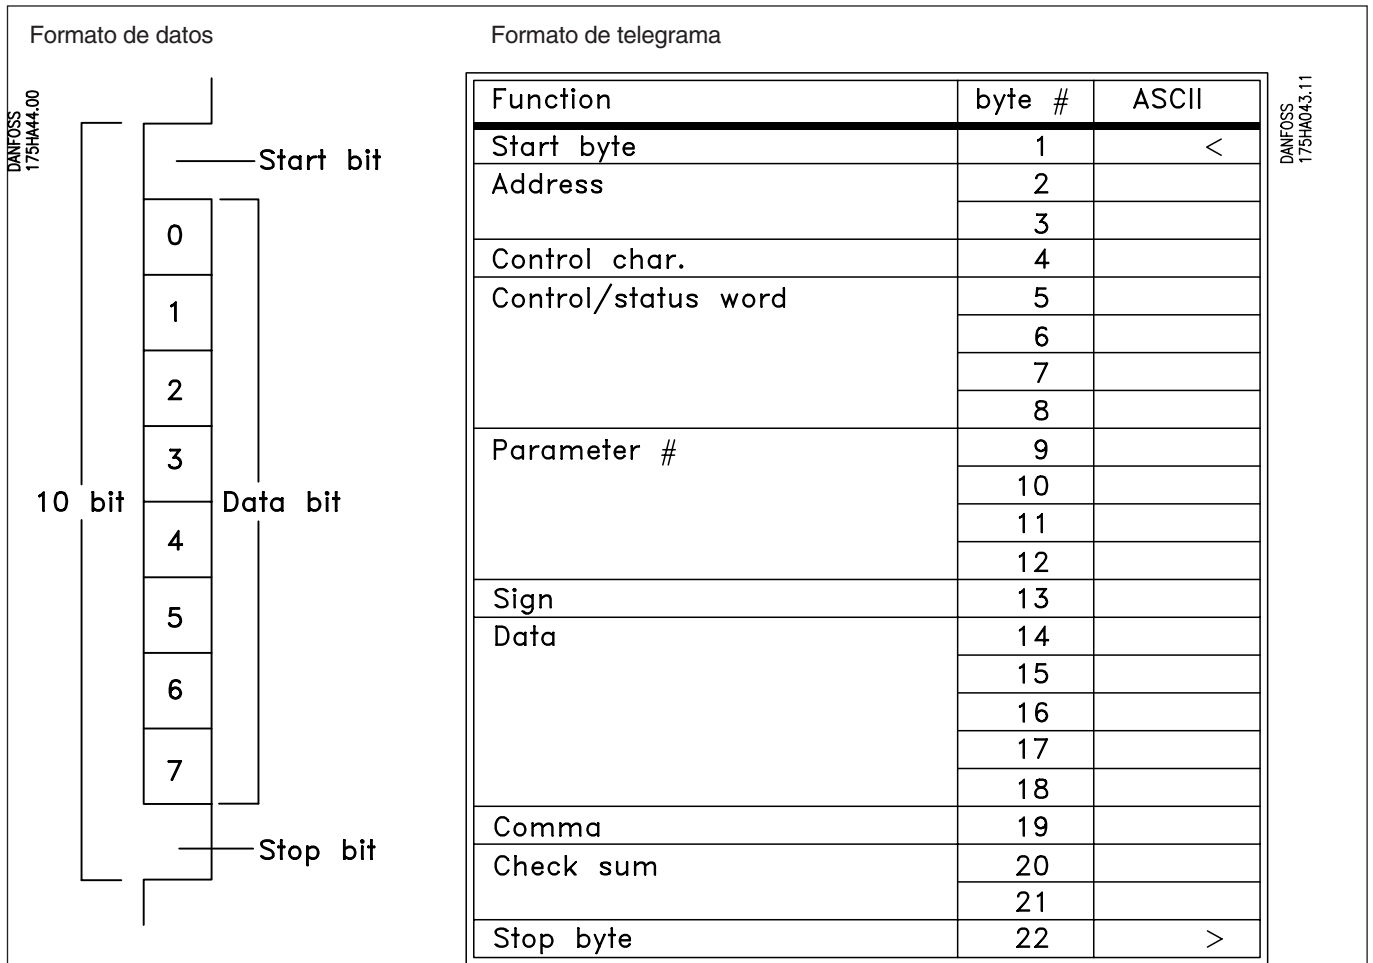 Formato de datos
Formato de telegrama
DANFOSS
175HA44.00
10 bit
Start bit
0
1
2
3
4
5
6
7
Data bit
Stop bit
Function byte # ASCII
Start byte 1 <
Address 2
3
Control char. 4
Control/status word 5
6
7
8
Parameter # 9
10
11
12
Sign 13
Data 14
15
16
17
18
Comma 19
Check sum 20
21
Stop byte 22 >
DANFOSS
175HA043.11